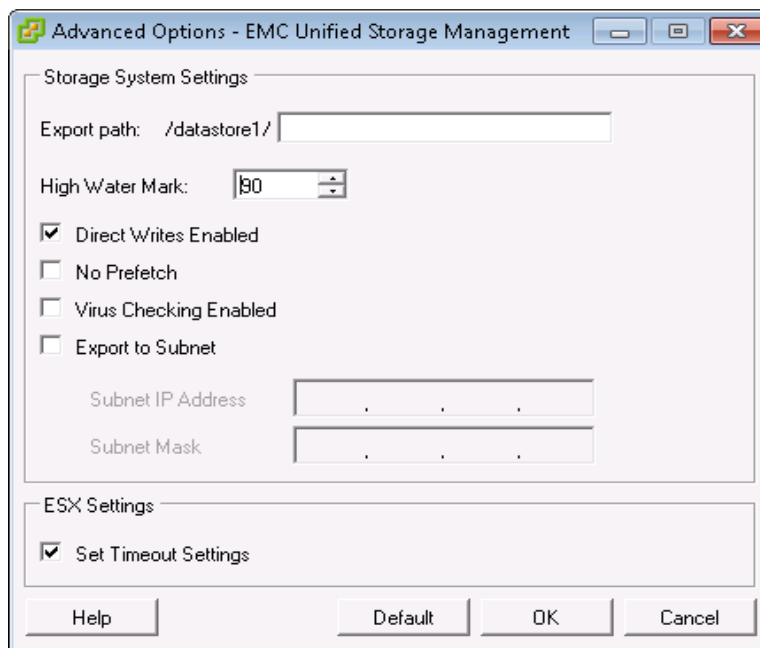 Advanced Options - EMC Unified Storage Management
Storage System Settings
Export path: /datastore1/
High Water Mark: 90
Direct Writes Enabled
No Prefetch
Virus Checking Enabled
Export to Subnet
Subnet IP Address . . .
Subnet Mask . . .
ESX Settings
Set Timeout Settings
Help Default OK Cancel